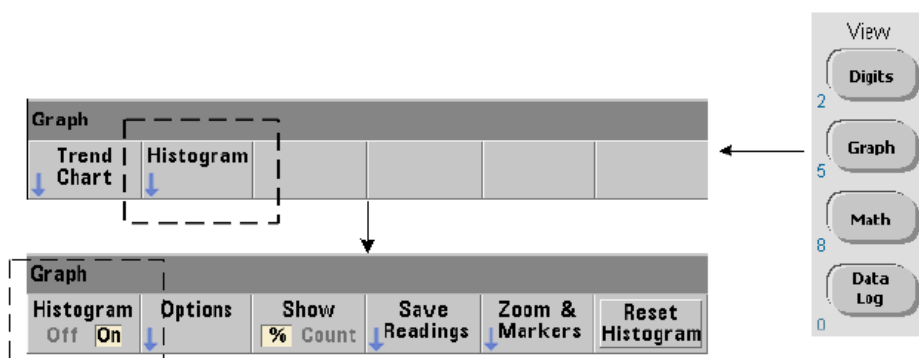 View
Digits
2
Graph
5
Math
8
Data
Log
0
Graph
Trend
Chart
Histogram
Graph
Histogram
Off On
Options
Show
% Count
Save
Readings
Zoom &
Markers
Reset
Histogram